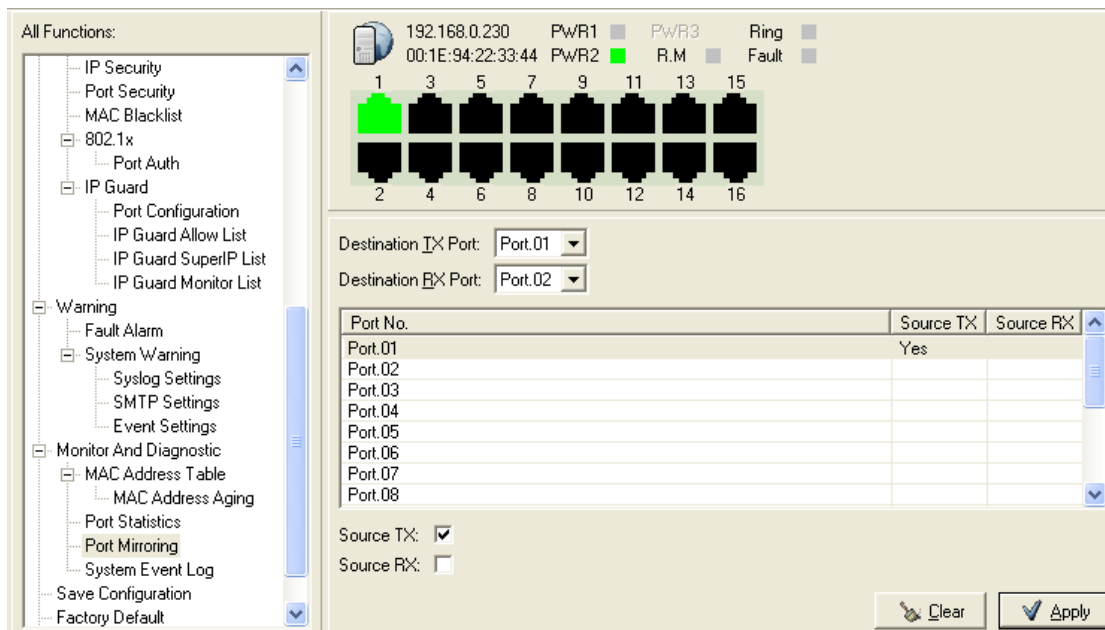 All Functions:
IP Security
Port Security
MAC Blacklist
802.1x
Port Auth
IP Guard
Port Configuration
IP Guard Allow List
IP Guard SuperIP List
IP Guard Monitor List
Warning
Fault Alarm
System Warning
Syslog Settings
SMTP Settings
Event Settings
Monitor And Diagnostic
MAC Address Table
MAC Address Aging
Port Statistics
Port Mirroring
System Event Log
Save Configuration
Factory Default
192.168.0.230 PWR1 PWR3 Ring
00:1E:94:22:33:44 PWR2 R.M Fault
1 3 5 7 9 11 13 15
2 4 6 8 10 12 14 16
Destination TX Port: Port.01
Destination RX Port: Port.02
Port No. Source TX Source RX
Port.01 Yes
Port.02
Port.03
Port.04
Port.05
Port.06
Port.07
Port.08
Source TX:
Source RX:
Clear Apply